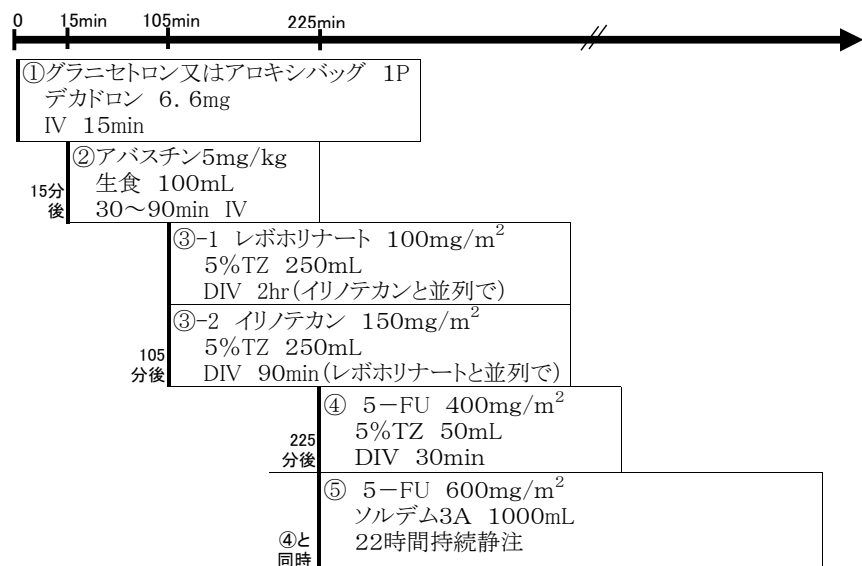 0 15min 105min 225min
①グラニセトロン又はアロキシバッグ 1P
デカドロン 6.6mg
IV 15min
15分
後
②アバスチン5mg/kg
生食 100mL
30～90min IV
③-1 レボホリナート 100mg/m²
5％TZ 250mL
DIV 2hr(イリノテカンと並列で)
105
分後
③-2 イリノテカン 150mg/m²
5％TZ 250mL
DIV 90min(レボホリナートと並列で)
225
分後
④ 5－FU 400mg/m²
5％TZ 50mL
DIV 30min
④と
同時
⑤ 5－FU 600mg/m²
ソルデム3A 1000mL
22時間持続静注